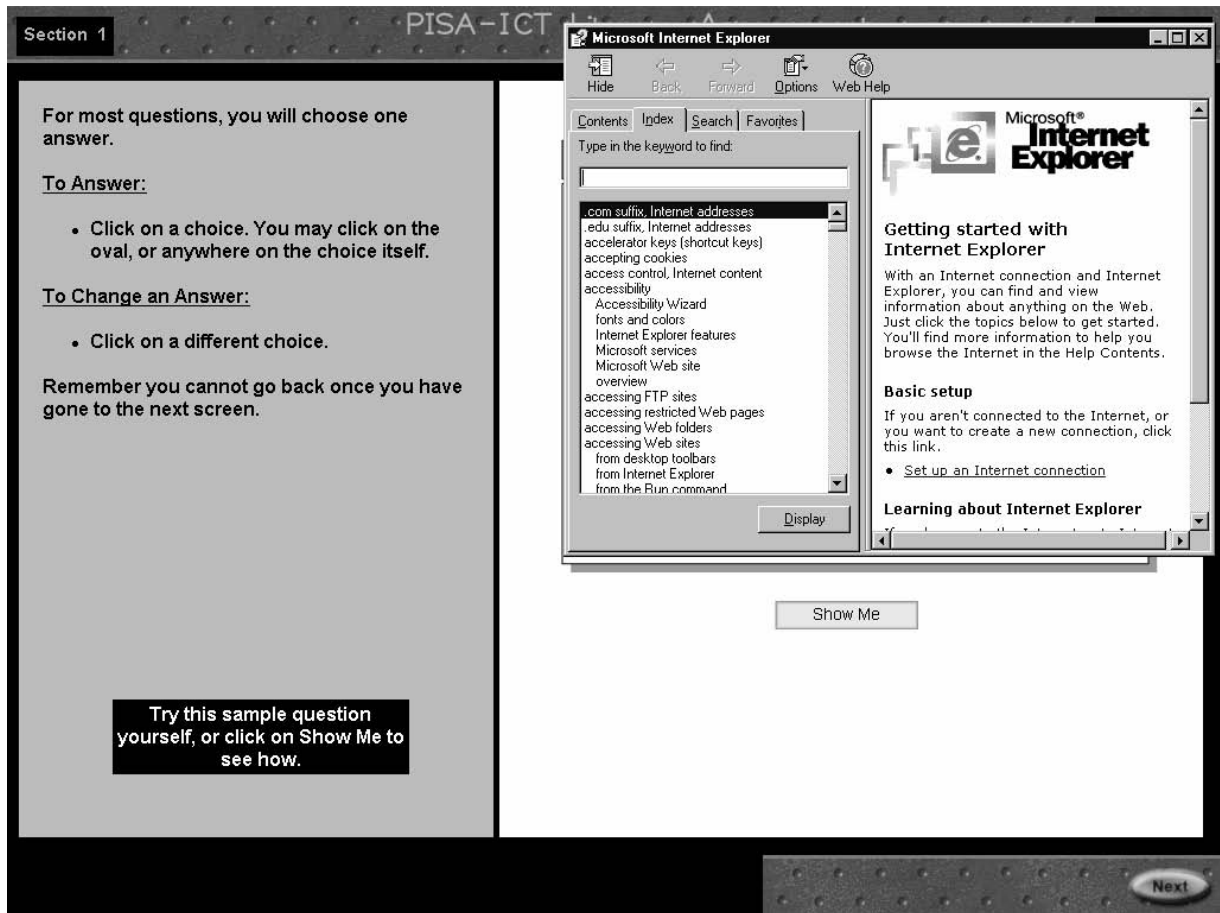 Section 1
PISA-ICT
For most questions, you will choose one
answer.
To Answer:
• Click on a choice. You may click on the
oval, or anywhere on the choice itself.
To Change an Answer:
• Click on a different choice.
Remember you cannot go back once you have
gone to the next screen.
Try this sample question
yourself, or click on Show Me to
see how.
Microsoft Internet Explorer
Hide Back Forward Options Web Help
Contents Index Search Favorites
Type in the keyword to find:
.com suffix, Internet addresses
.edu suffix, Internet addresses
accelerator keys (shortcut keys)
accepting cookies
access control, Internet content
accessibility
Accessibility Wizard
fonts and colors
Internet Explorer features
Microsoft services
Microsoft Web site
overview
accessing FTP sites
accessing restricted Web pages
accessing Web folders
accessing Web sites
from desktop toolbars
from Internet Explorer
from the Run command
Display
Microsoft®
Internet
Explorer
Getting started with
Internet Explorer
With an Internet connection and Internet
Explorer, you can find and view
information about anything on the Web.
Just click the topics below to get started.
You'll find more information to help you
browse the Internet in the Help Contents.
Basic setup
If you aren't connected to the Internet, or
you want to create a new connection, click
this link.
• Set up an Internet connection
Learning about Internet Explorer
Show Me
Next